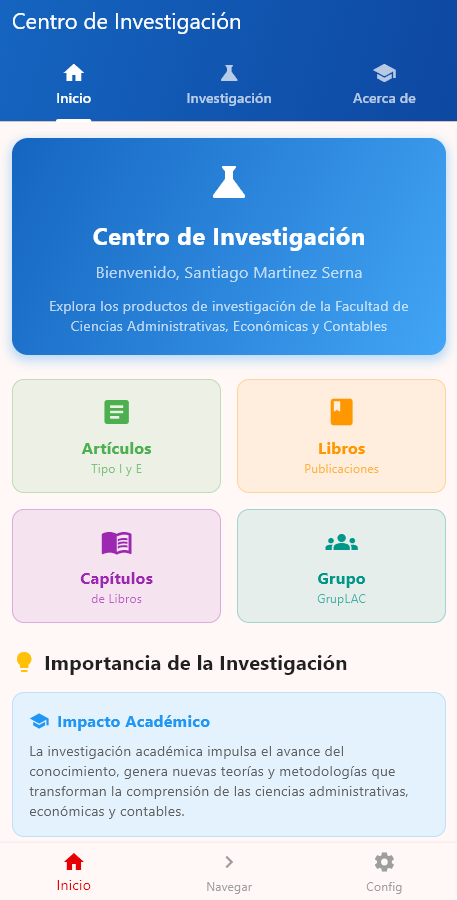 Centro de Investigación
Inicio
Investigación
Acerca de
Centro de Investigación
Bienvenido, Santiago Martinez Serna
Explora los productos de investigación de la Facultad de
Ciencias Administrativas, Económicas y Contables
Artículos
Tipo I y E
Libros
Publicaciones
Capítulos
de Libros
Grupo
GrupLAC
Importancia de la Investigación
Impacto Académico
La investigación académica impulsa el avance del
conocimiento, genera nuevas teorías y metodologías que
transforman la comprensión de las ciencias administrativas,
económicas y contables.
Inicio
Navegar
Config